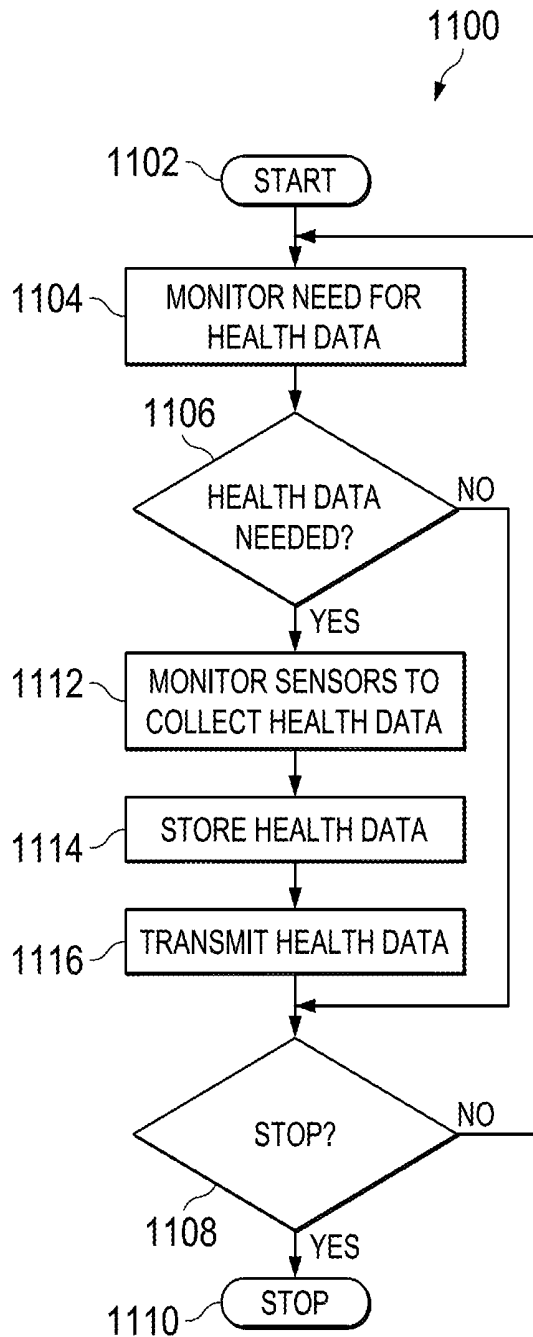 1100
1102
START
1104
MONITOR NEED FOR
HEALTH DATA
1106
HEALTH DATA
NEEDED?
NO
YES
1112
MONITOR SENSORS TO
COLLECT HEALTH DATA
1114
STORE HEALTH DATA
1116
TRANSMIT HEALTH DATA
STOP?
NO
1108
YES
1110
STOP